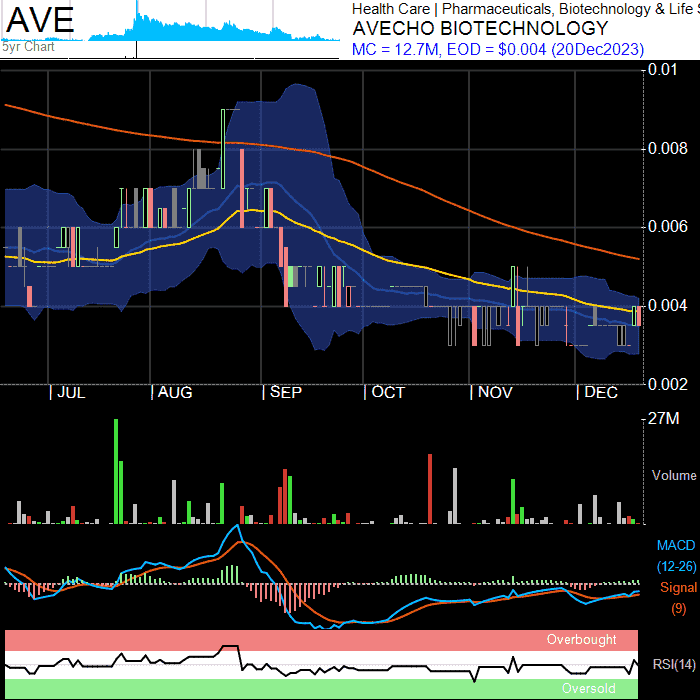 AVE
5yr Chart
Health Care | Pharmaceuticals, Biotechnology & Life S
AVECHO BIOTECHNOLOGY
MC = 12.7M, EOD = $0.004 (20Dec2023)
0.01
0.008
0.006
0.004
0.002
| JUL | AUG | SEP | OCT | NOV | DEC
27M
Volume
MACD
(12-26)
Signal
(9)
Overbought
RSI(14)
Oversold